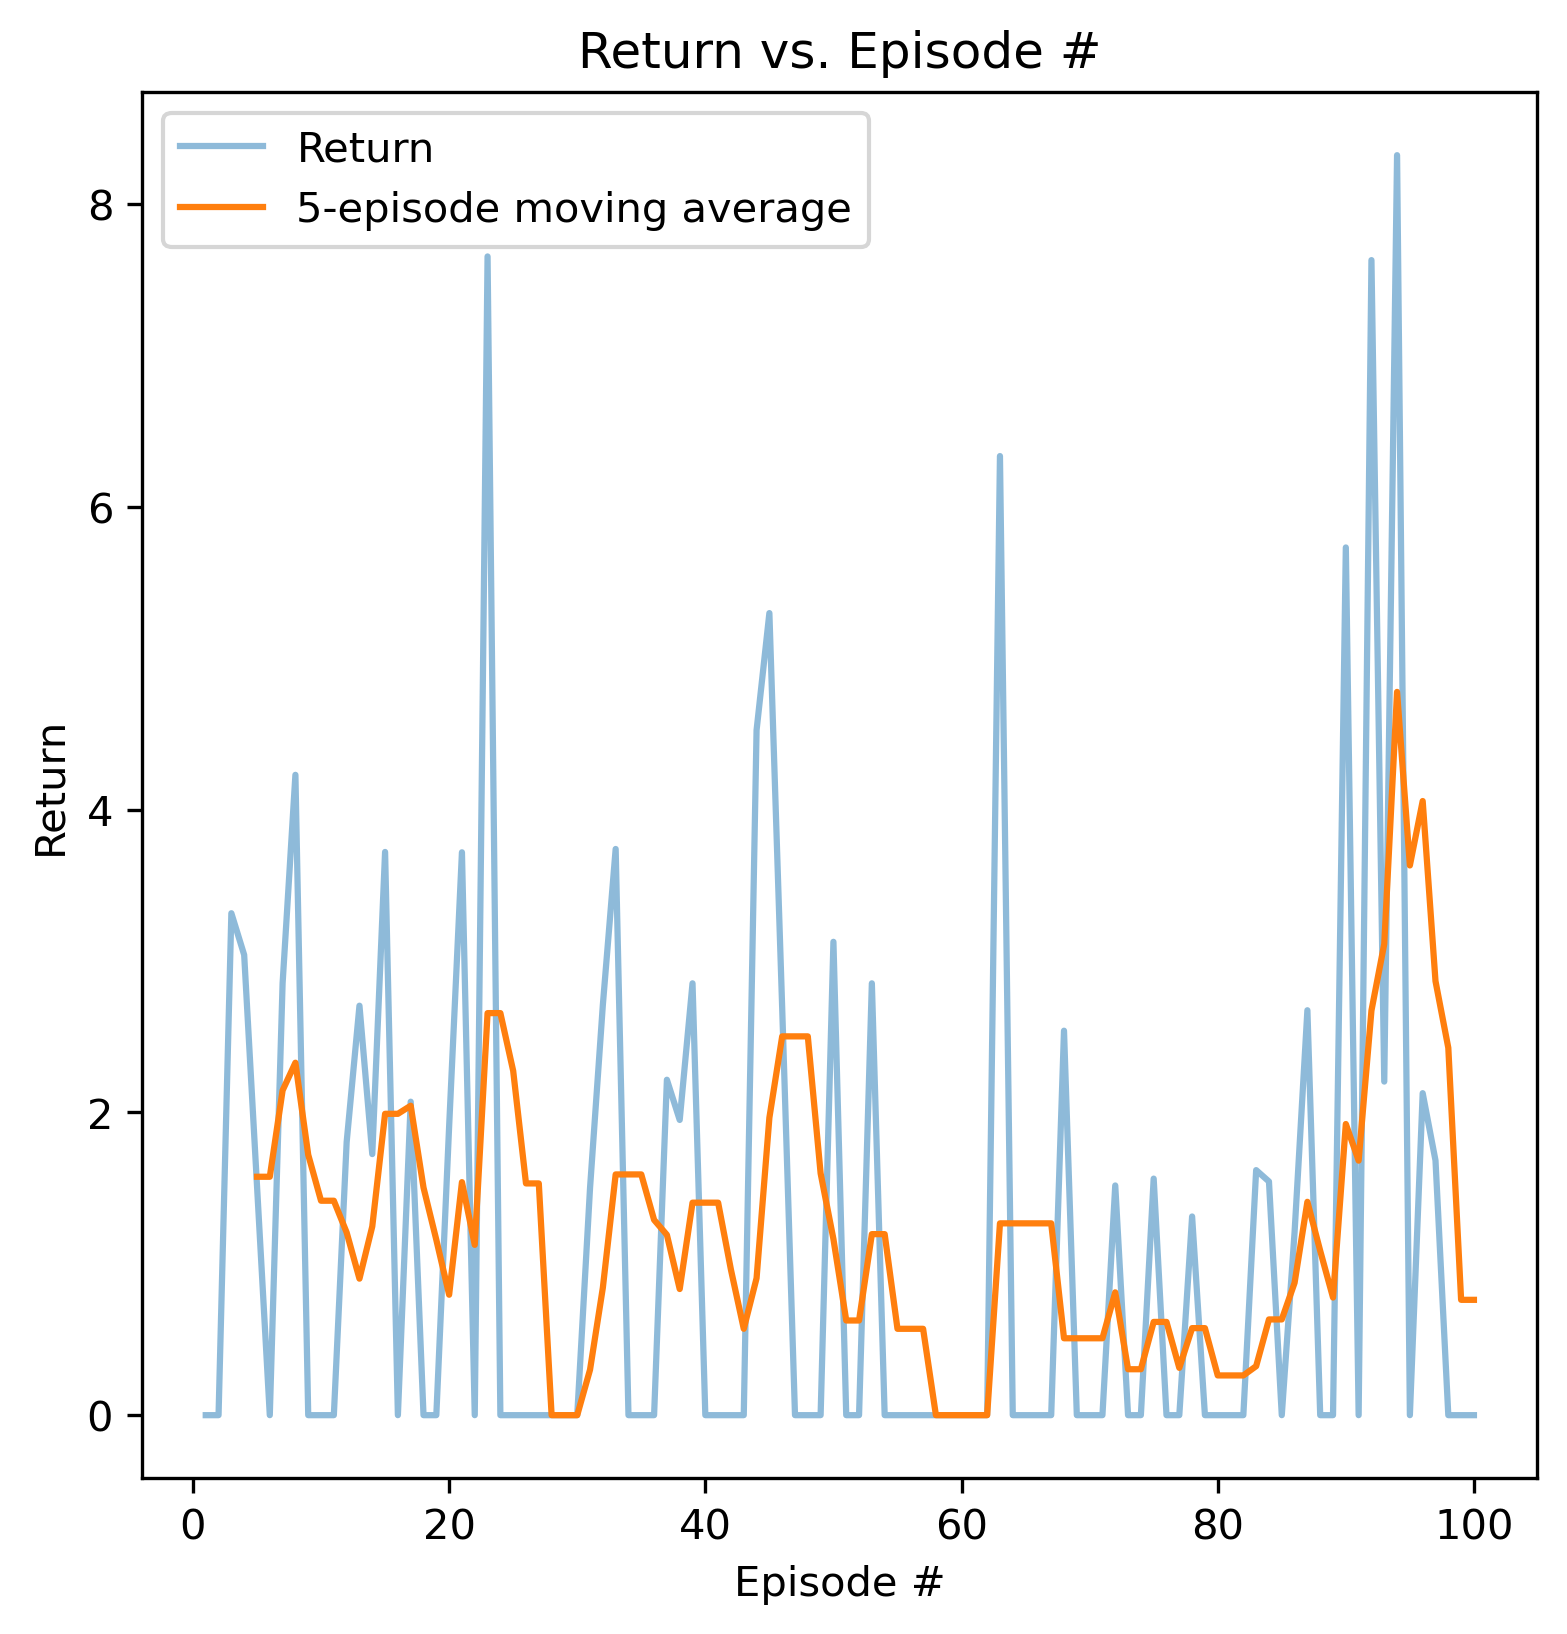 Return vs. Episode #
Return
5-episode moving average
8
6
4
2
0
Return
0 20 40 60 80 100
Episode #